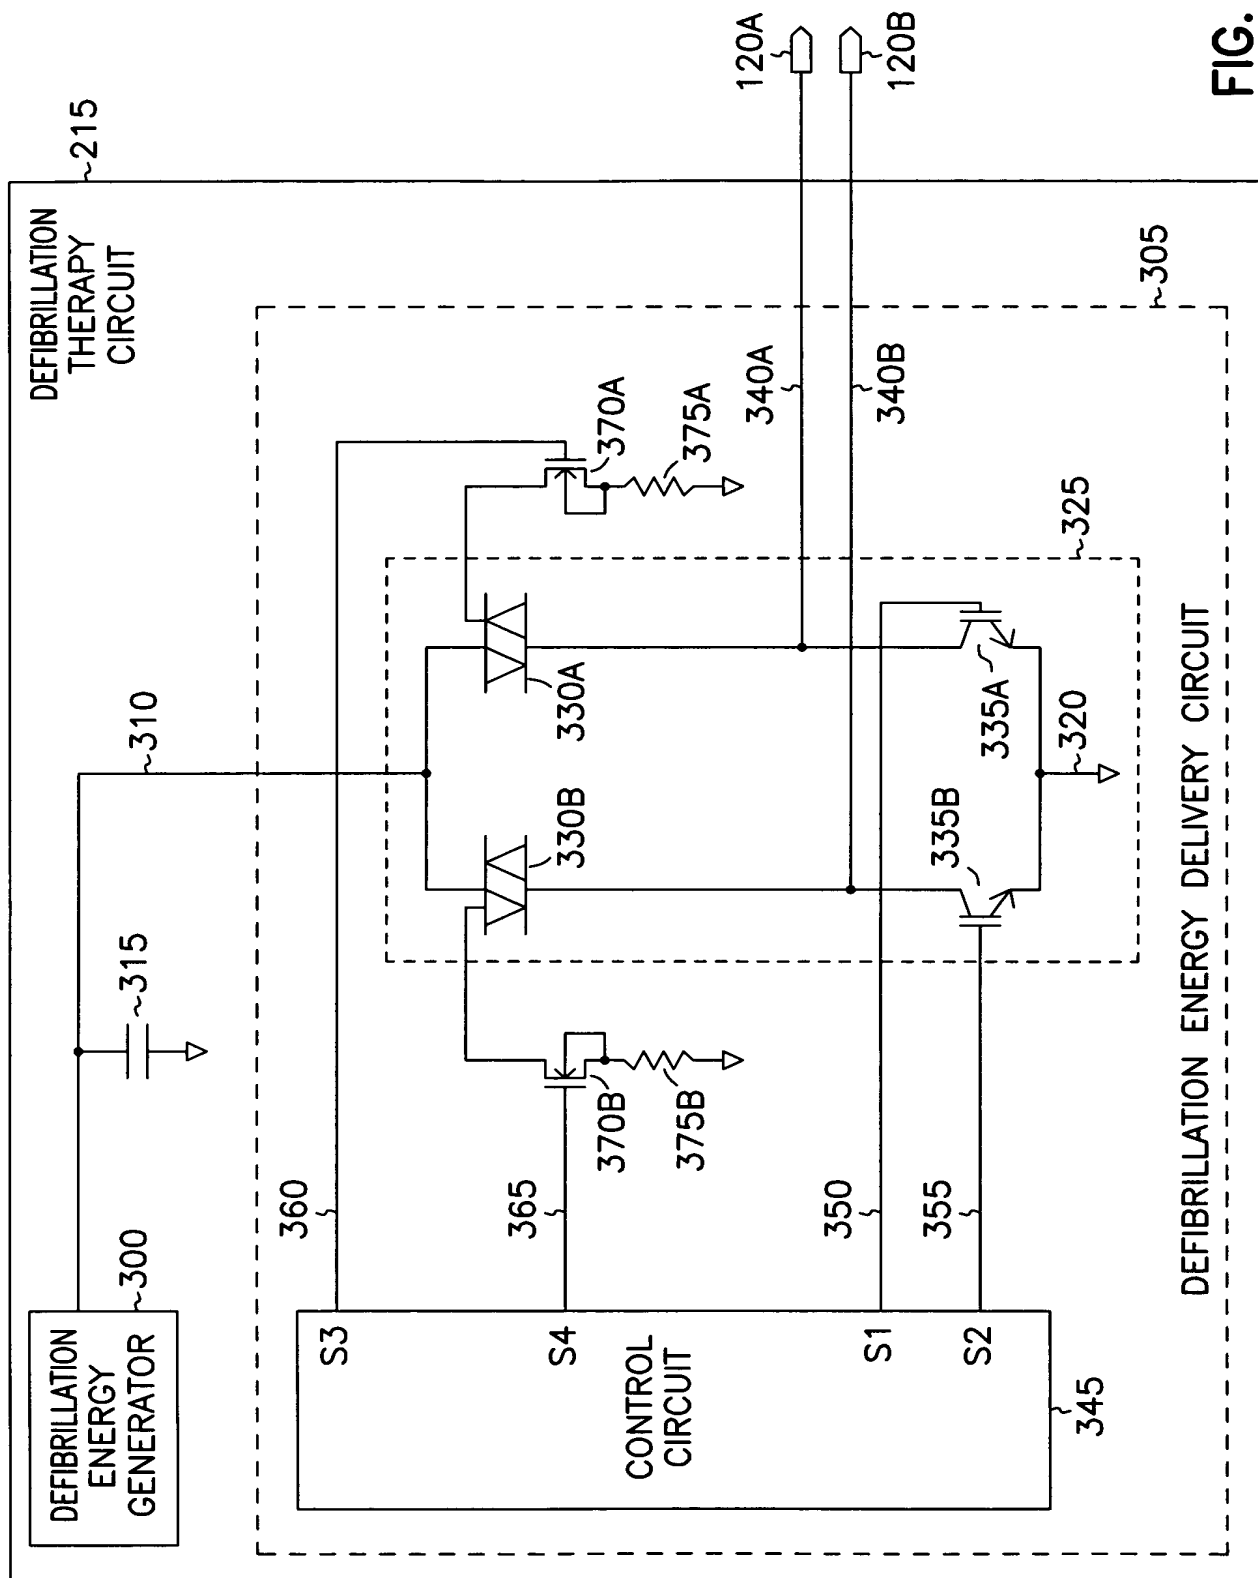 DEFIBRILLATION
THERAPY
CIRCUIT
215
DEFIBRILLATION
ENERGY
GENERATOR
300
315
310
305
360
S3
365
S4
CONTROL
CIRCUIT
345
350
S1
355
S2
370B
375B
330B
330A
370A
375A
325
335B
335A
320
340A
340B
120A
120B
DEFIBRILLATION ENERGY DELIVERY CIRCUIT
FIG.